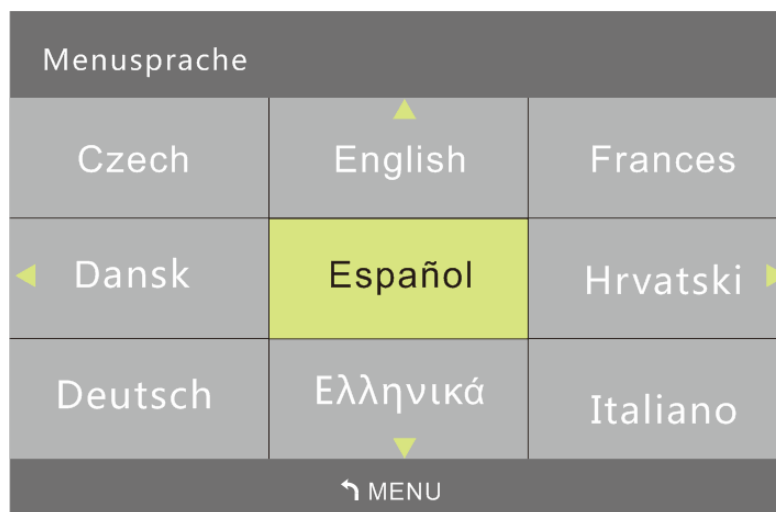 Menusprache
Czech English Frances
Dansk Español Hrvatski
Deutsch Ελληνικά Italiano
MENU